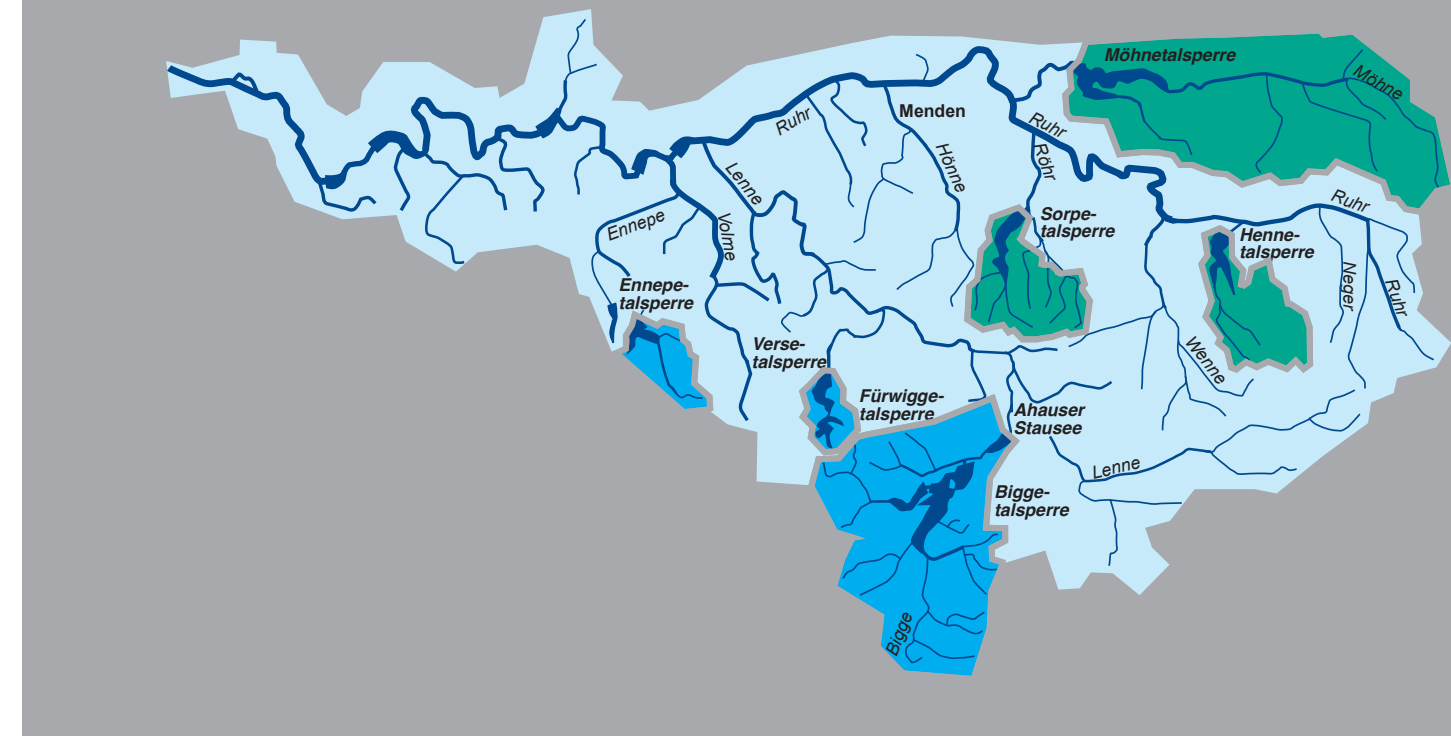 Möhnetalsperre
Möhne
Ruhr
Menden
Ruhr
Röhr
Hönne
Lenne
Ruhr
Ennepe
Volme
Sorpe-
talsperre
Henne-
talsperre
Ennepe-
talsperre
Neger
Ruhr
Verse-
talsperre
Wenne
Fürwigge-
talsperre
Ahauser
Stausee
Lenne
Bigge-
talsperre
Bigge